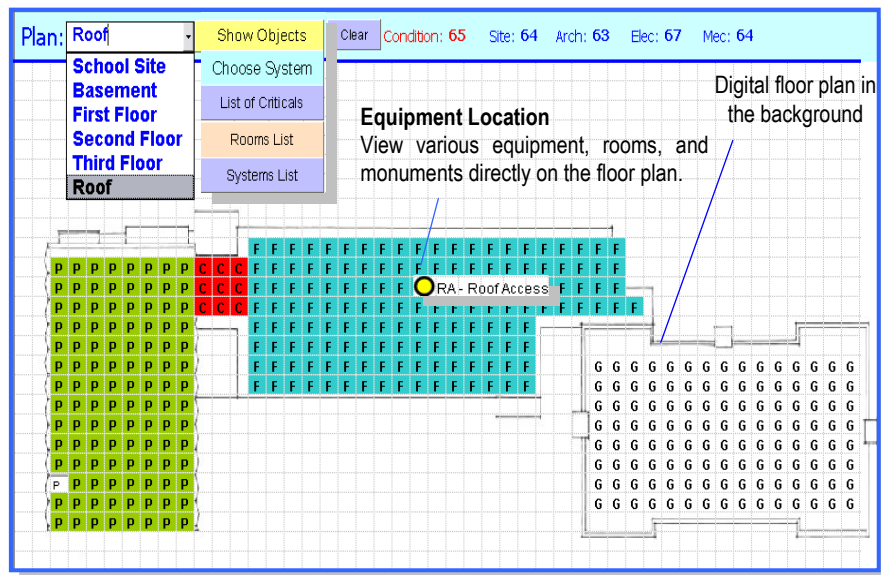 Plan: Roof Show Objects Clear Condition: 65 Site: 64 Arch: 63 Elec: 67 Mec: 64
School Site
Basement
First Floor
Second Floor
Third Floor
Roof
Choose System
List of Criticals
Rooms List
Systems List
Equipment Location
View various equipment, rooms, and
monuments directly on the floor plan.
Digital floor plan in
the background
F F F F F F F F F F F F F F F F F F F F F
P P P P P P P P C C C F F F F F F F F F F F F F F F F F F F F F
P P P P P P P P C C C F F F F F F F F F RA - Roof Access F F F F
P P P P P P P P C C C F F F F F F F F F F F F F F F F F F F F F F
P P P P P P P P F F F F F F F F F F F F F F F F
P P P P P P P P F F F F F F F F F F F F F F F F
P P P P P P P P F F F F F F F F F F F F F F F F G G G G G G G G G G G G G G G
P P P P P P P P F F F F F F F F F F F F F F F F G G G G G G G G G G G G G G G
P P P P P P P P G G G G G G G G G G G G G G G
P P P P P P P P G G G G G G G G G G G G G G G
P P P P P P P P G G G G G G G G G G G G G G G
P P P P P P P P G G G G G G G G G G G G G G G
P P P P P P P P G G G G G G G G G G G G G G G
P P P P P P P P G G G G G G G G G G G G G G G
P P P P P P P P